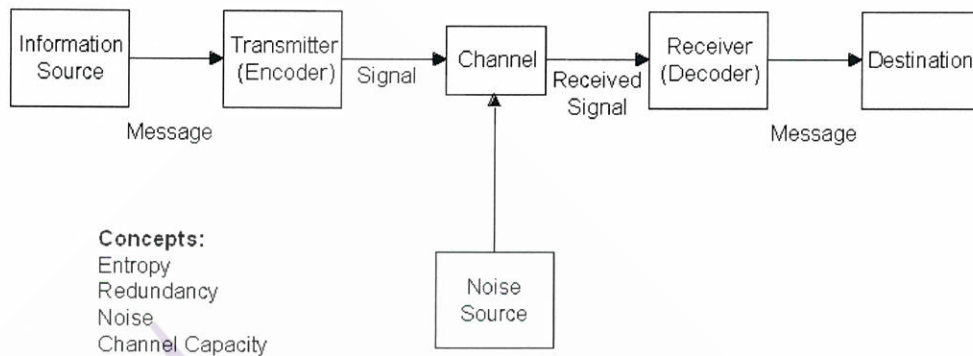 Information
Source
Transmitter
(Encoder)
Channel
Receiver
(Decoder)
Destination
Signal
Received
Signal
Message
Message
Concepts:
Entropy
Redundancy
Noise
Channel Capacity
Noise
Source